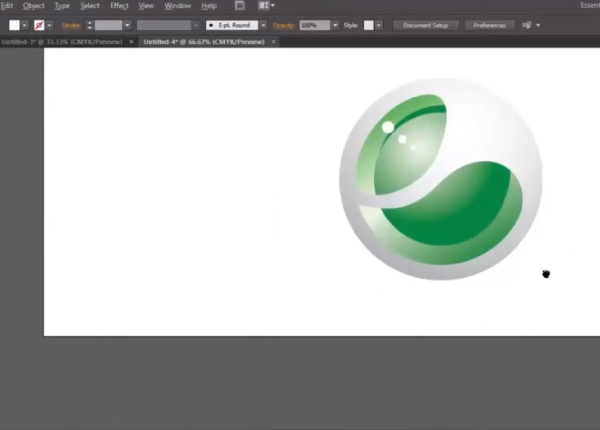 Edit Object Type Select Effect View Window Help Essent
Stroke: 5 pt. Round Opacity: 100% Style: Document Setup Preferences
Untitled-3* @ 33.33% (CMYK/Preview) × Untitled-4* @ 66.67% (CMYK/Preview) ×